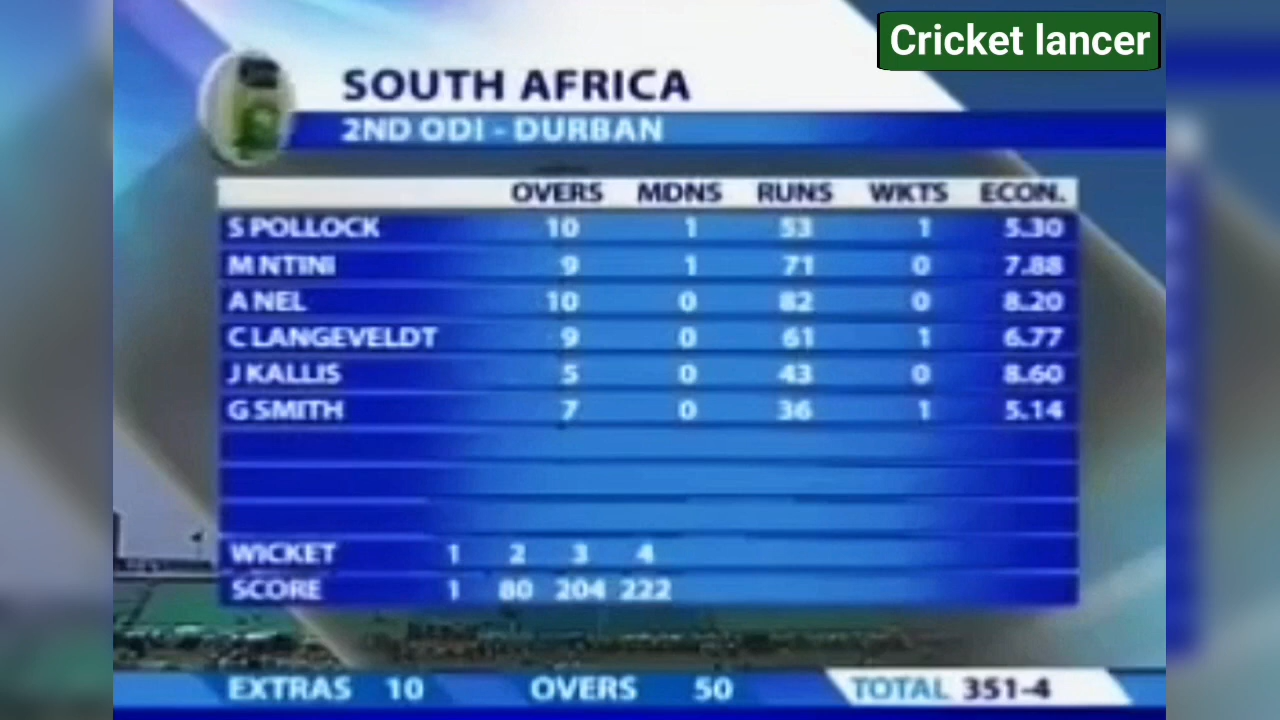 Cricket lancer
SOUTH AFRICA
2ND ODI - DURBAN
OVERS MDNS RUNS WKTS ECON.
S POLLOCK 10 1 53 1 5.30
M NTINI 9 1 71 0 7.88
A NEL 10 0 82 0 8.20
C LANGEVELDT 9 0 61 1 6.77
J KALLIS 5 0 43 0 8.60
G SMITH 7 0 36 1 5.14
WICKET 1 2 3 4
SCORE 1 80 204 222
EXTRAS 10 OVERS 50 TOTAL 351-4